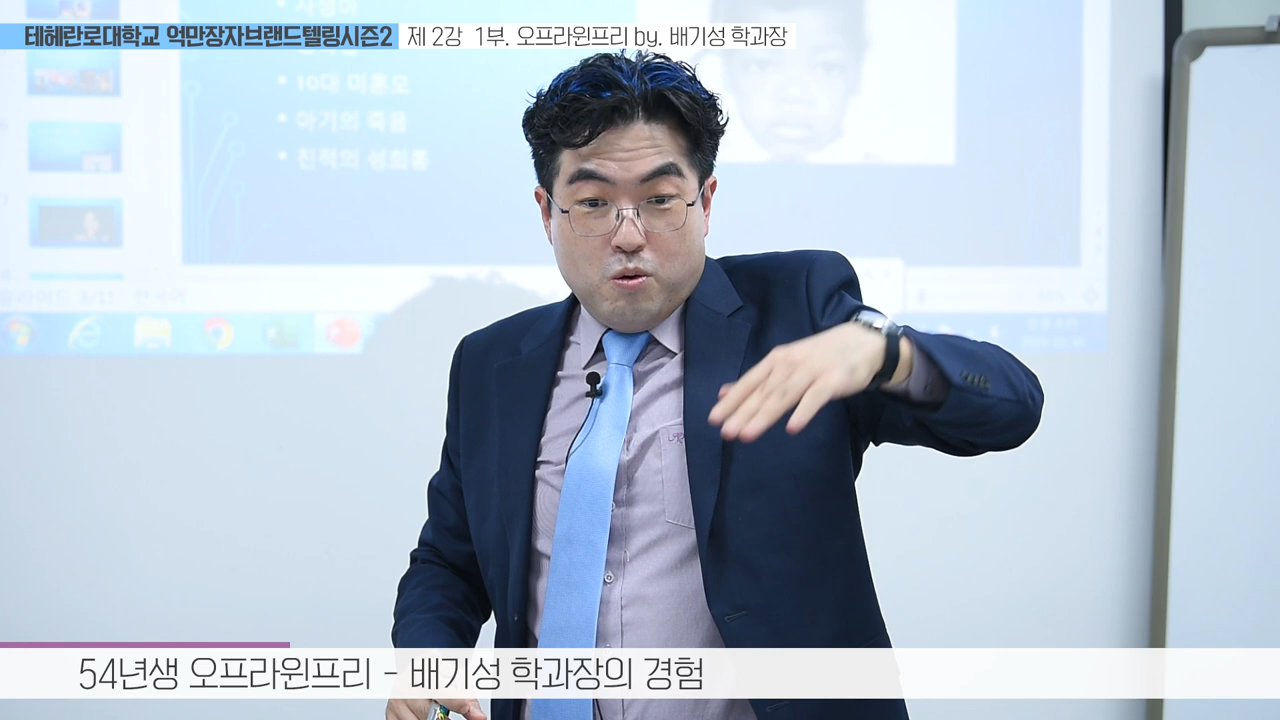 테헤란로대학교 억만장자브랜드텔링시즌2 제 2강 1부. 오프라윈프리 by. 배기성 학과장
사생아
• 10대 미혼모
• 아기의 죽음
• 친척의 성희롱
54년생 오프라윈프리 - 배기성 학과장의 경험